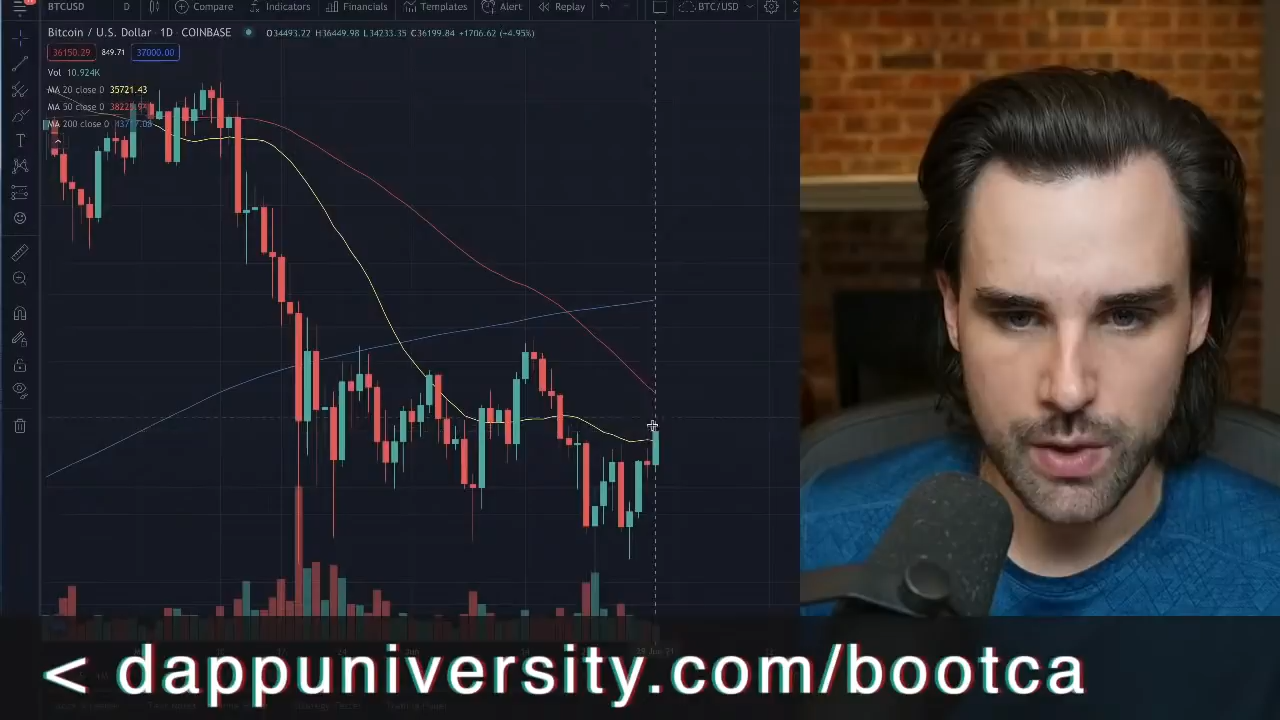 BTCUSD D Compare Indicators Financials Templates Alert Replay BTC/USD
Bitcoin / U.S. Dollar · 1D · COINBASE O34493.22 H36449.98 L34233.35 C36199.84 +1706.62 (+4.95%)
36150.29 849.71 37000.00
Vol 10.924K
MA 20 close 0 35721.43
MA 50 close 0
MA 200 close 0
< dappuniversity.com/bootca